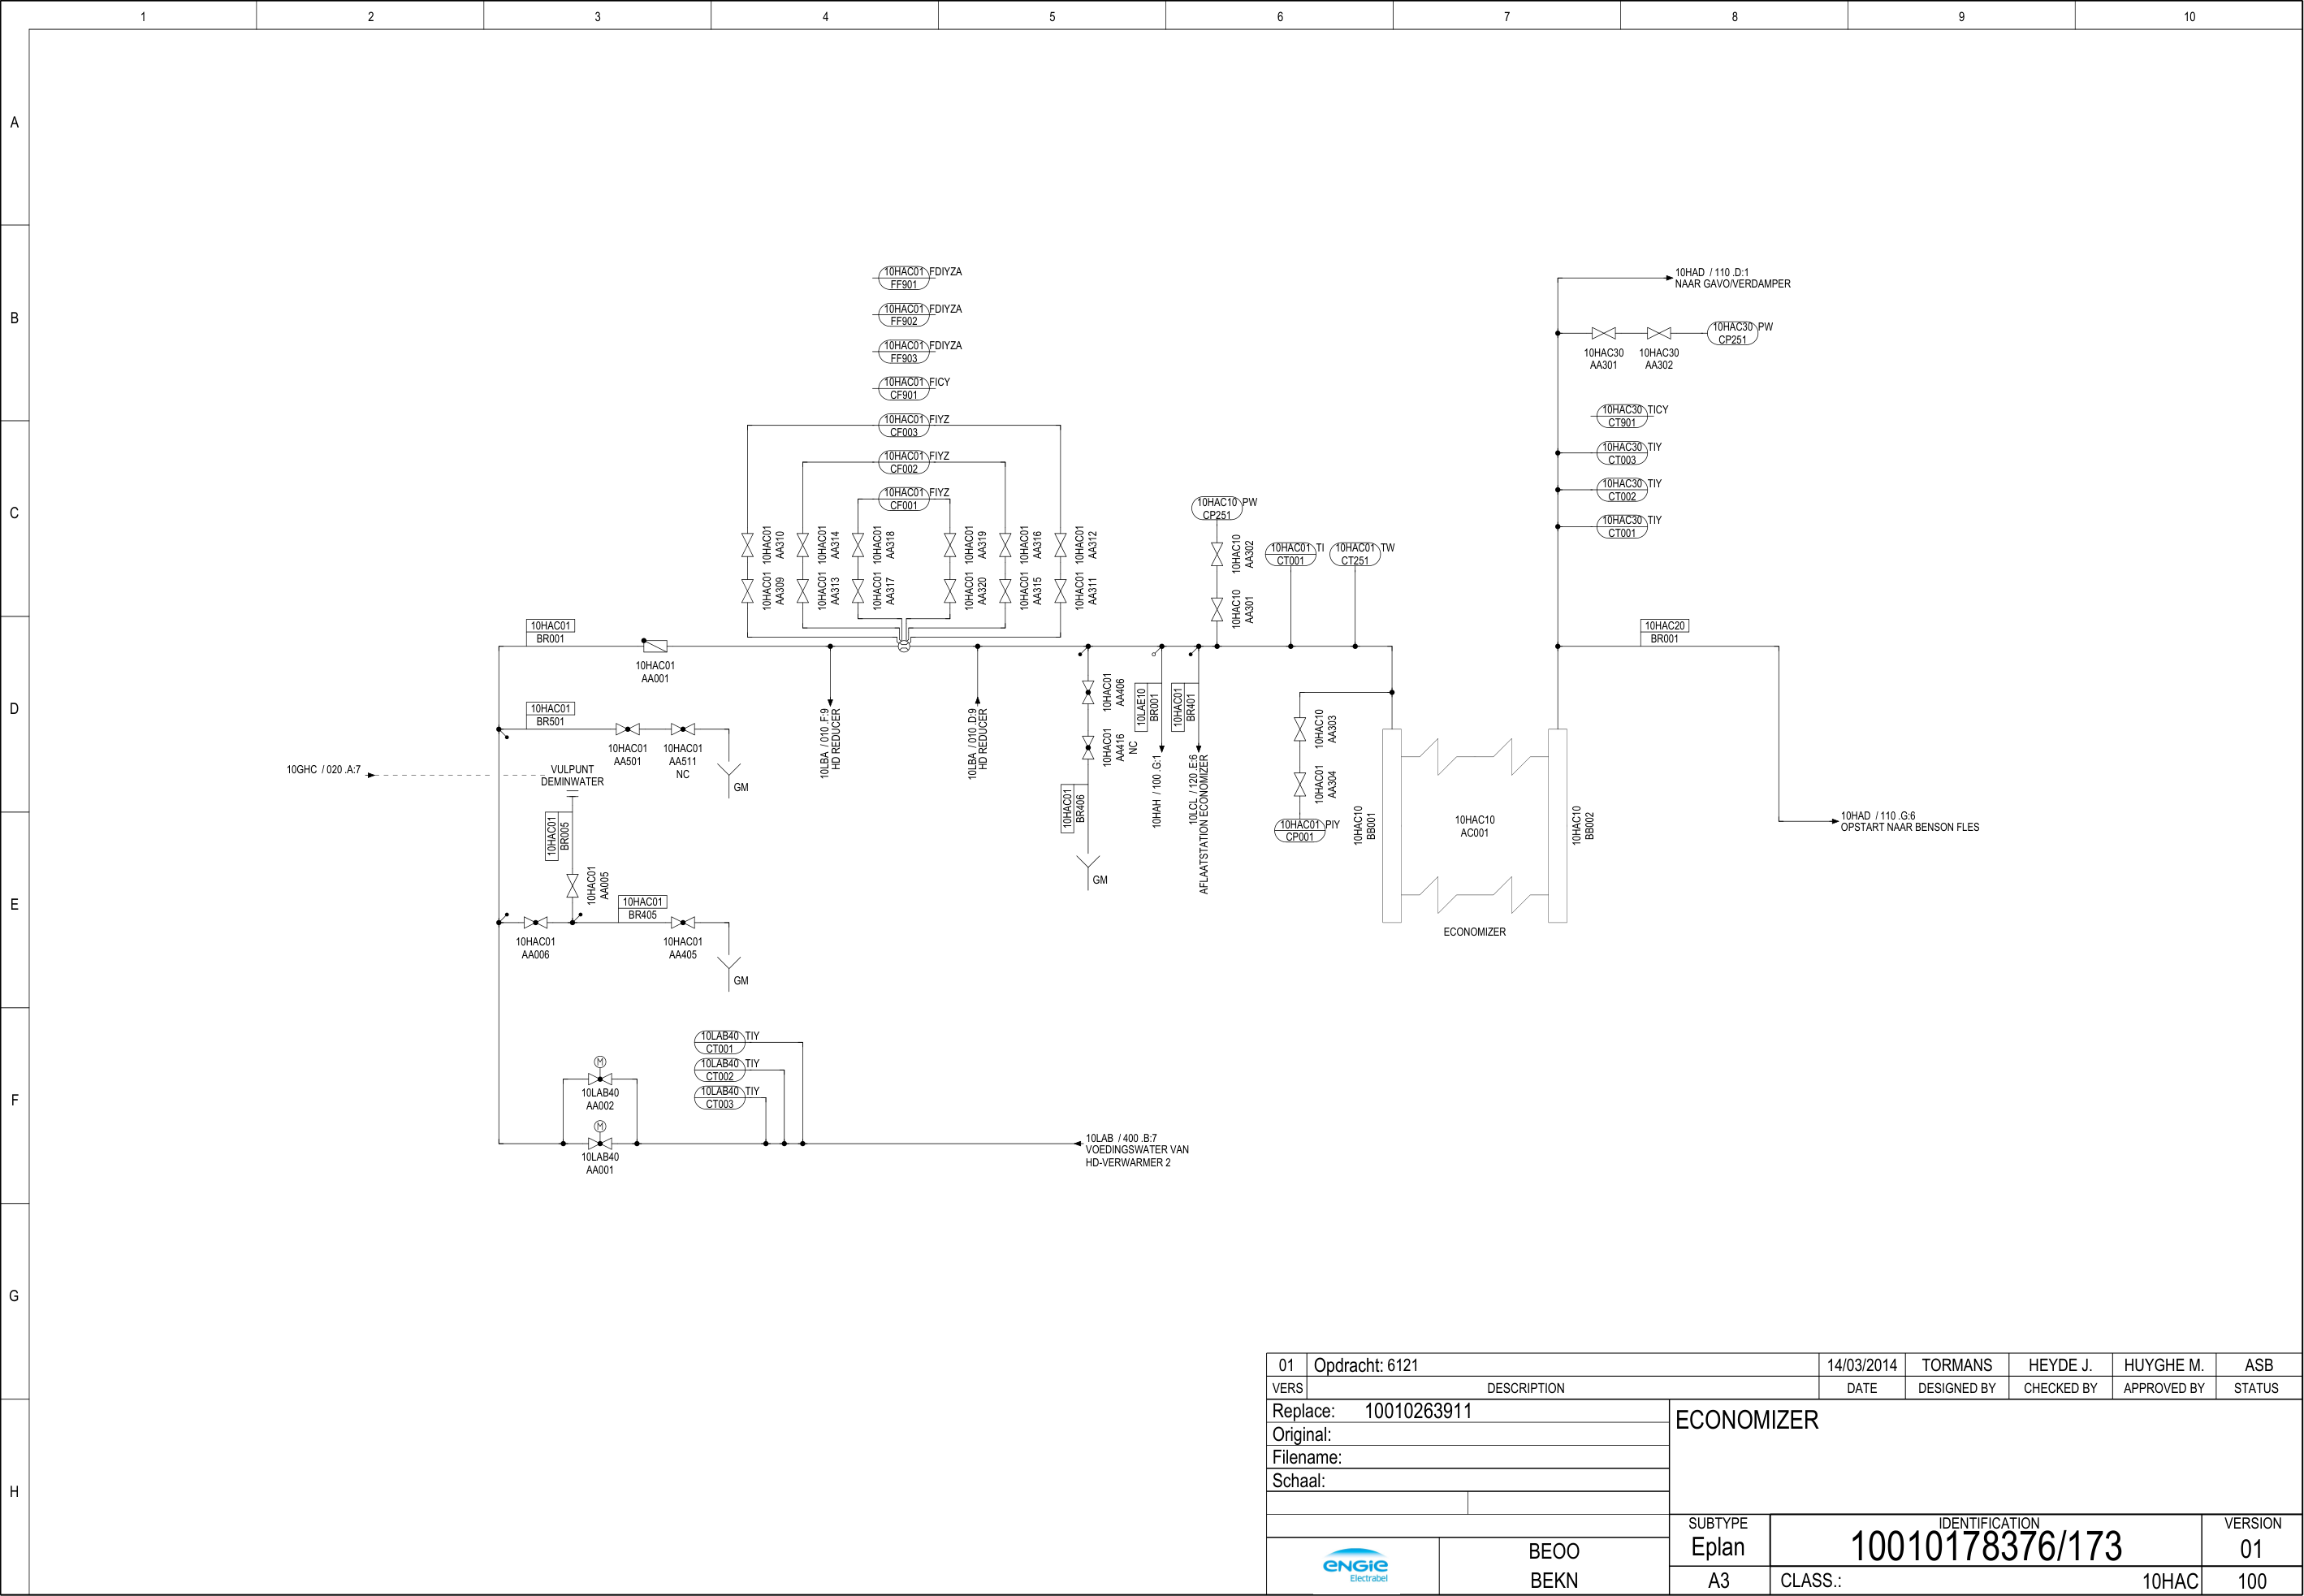 1 2 3 4 5 6 7 8 9 10
A
B
C
D
E
F
G
H
10HAC01 FDIYZA
FF901
10HAC01 FDIYZA
FF902
10HAC01 FDIYZA
FF903
10HAC01 FICY
CF901
10HAC01 FIYZ
CF003
10HAC01 FIYZ
CF002
10HAC01 FIYZ
CF001
10HAC01
AA310
10HAC01
AA314
10HAC01
AA318
10HAC01
AA319
10HAC01
AA316
10HAC01
AA312
10HAC01
AA309
10HAC01
AA313
10HAC01
AA317
10HAC01
AA320
10HAC01
AA315
10HAC01
AA311
10HAD / 110 .D:1
NAAR GAVO/VERDAMPER
10HAC30 PW
CP251
10HAC30
AA301
10HAC30
AA302
10HAC30 TICY
CT901
10HAC30 TIY
CT003
10HAC30 TIY
CT002
10HAC30 TIY
CT001
10HAC10 PW
CP251
10HAC10
AA302
10HAC10
AA301
10HAC01 TI
CT001
10HAC01 TW
CT251
10HAC01
BR001
10HAC01
AA001
10HAC20
BR001
10HAC01
BR501
10HAC01
AA501
10HAC01
AA511
NC
GM
10LBA / 010 .F:9
HD REDUCER
10LBA / 010 .D:9
HD REDUCER
10HAC01
AA406
10HAC01
AA416
NC
10HAC01
BR406
GM
10LAE10
BR001
10HAH / 100 .G:1
10HAC01
BR401
10LCL / 120 .E:6
AFLAATSTATION ECONOMIZER
10HAC10
AA303
10HAC01
AA304
10HAC01 PIY
CP001
10HAC10
BB001
10HAC10
AC001
10HAC10
BB002
ECONOMIZER
10HAD / 110 .G:6
OPSTART NAAR BENSON FLES
10GHC / 020 .A:7
VULPUNT
DEMINWATER
10HAC01
BR005
10HAC01
AA005
10HAC01
BR405
10HAC01
AA006
10HAC01
AA405
GM
10LAB40 TIY
CT001
10LAB40 TIY
CT002
10LAB40 TIY
CT003
M
10LAB40
AA002
M
10LAB40
AA001
10LAB / 400 .B:7
VOEDINGSWATER VAN
HD-VERWARMER 2
01 Opdracht: 6121 14/03/2014 TORMANS HEYDE J. HUYGHE M. ASB
VERS DESCRIPTION DATE DESIGNED BY CHECKED BY APPROVED BY STATUS
Replace: 10010263911
Original:
Filename:
Schaal:
ECONOMIZER
SUBTYPE IDENTIFICATION VERSION
Eplan 10010178376/173 01
A3 CLASS.: 10HAC 100
ENGIE
Electrabel
BEOO
BEKN